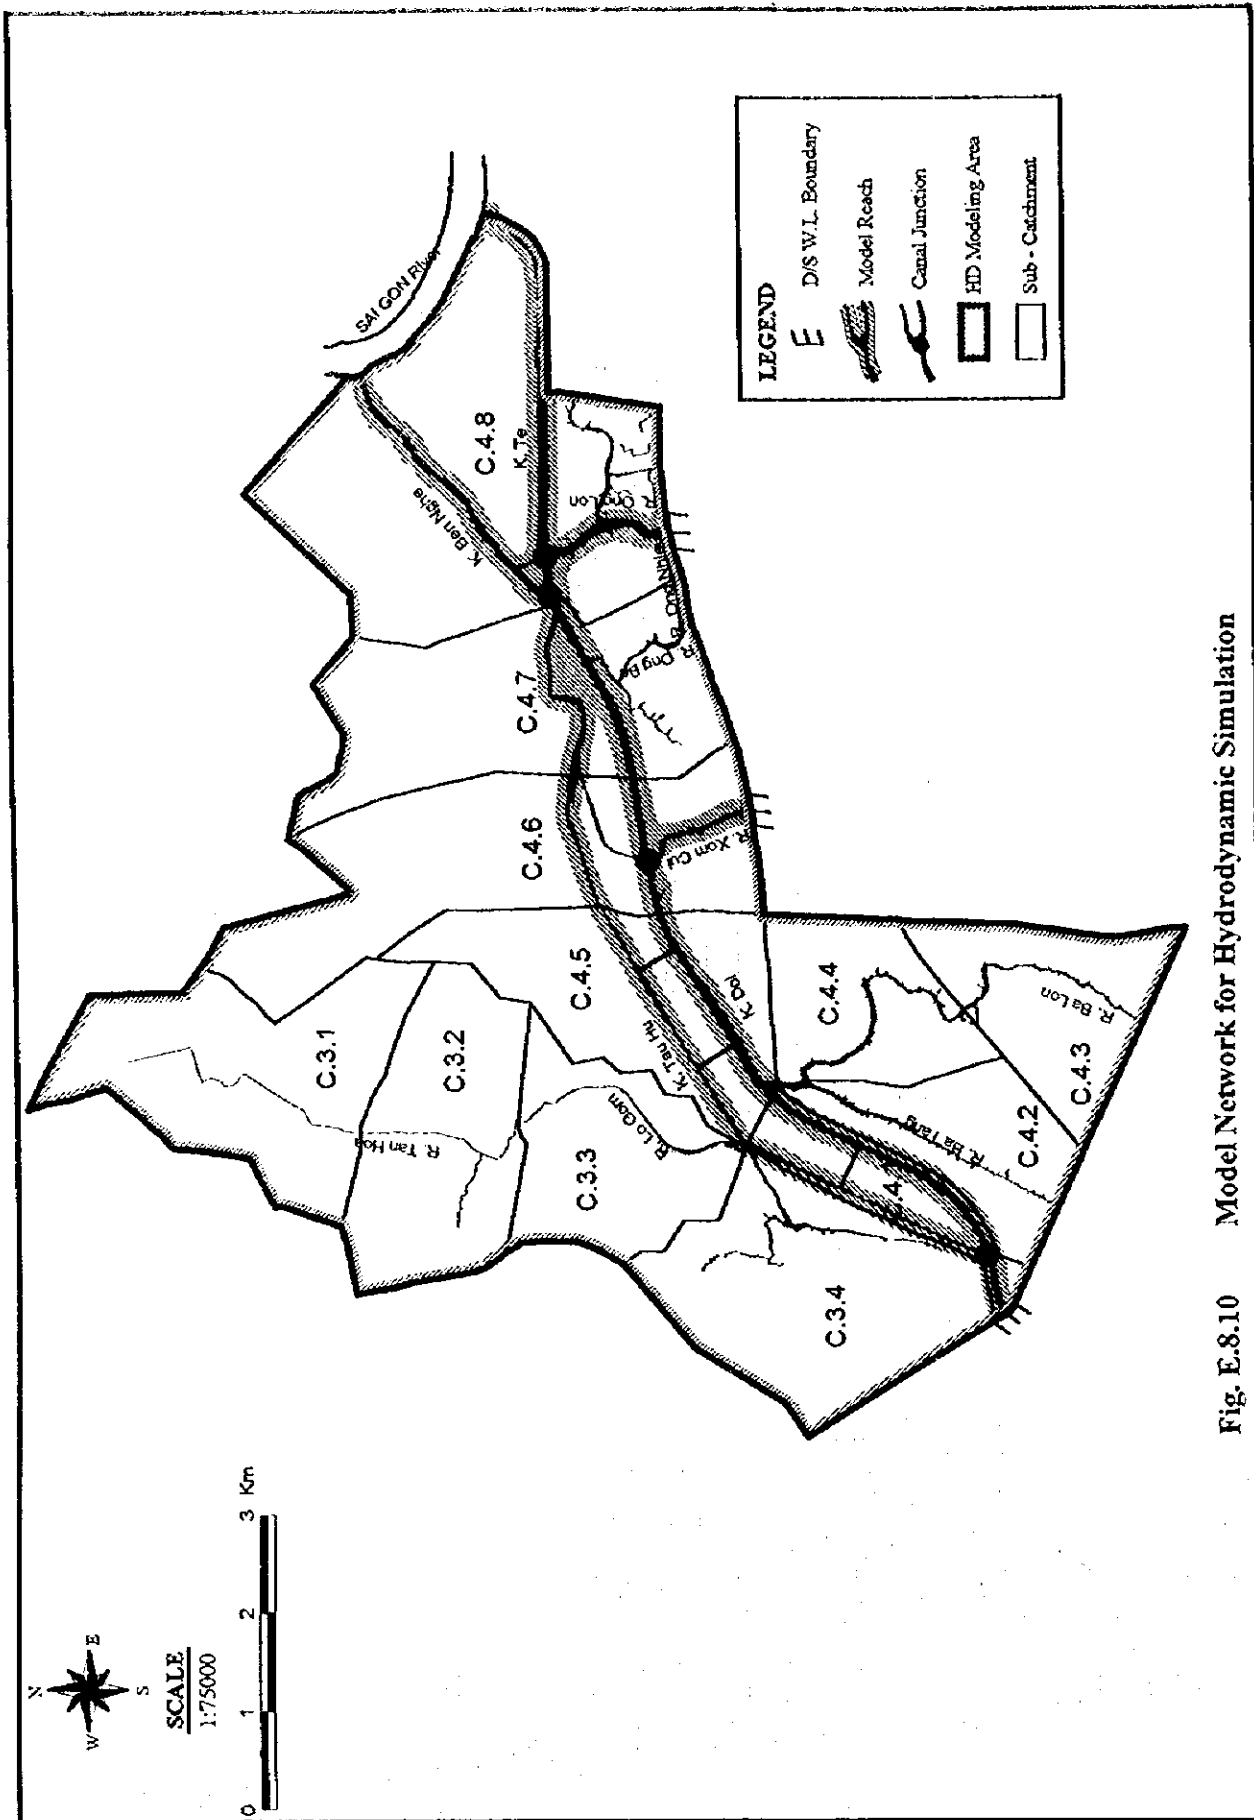 N
W
E
S
SCALE
1:75000
0 1 2 3 Km
SAI GON River
C.4.8
K. Te
K. Ben Nghe
R. Ong Lon
C.4.7
R. Ong Be
C.4.6
R. Xom Cui
C.4.5
K. Doi
K. Tau Hu
C.4.4
R. Ba Lon
C.4.3
C.4.2
R. Ba Tang
C.3.1
C.3.2
R. Tan Hoa
R. Lo Gom
C.3.3
C.3.4
LEGEND
D/S W.L. Boundary
Model Reach
Canal Junction
HD Modeling Area
Sub - Catchment
Fig. E.8.10 Model Network for Hydrodynamic Simulation